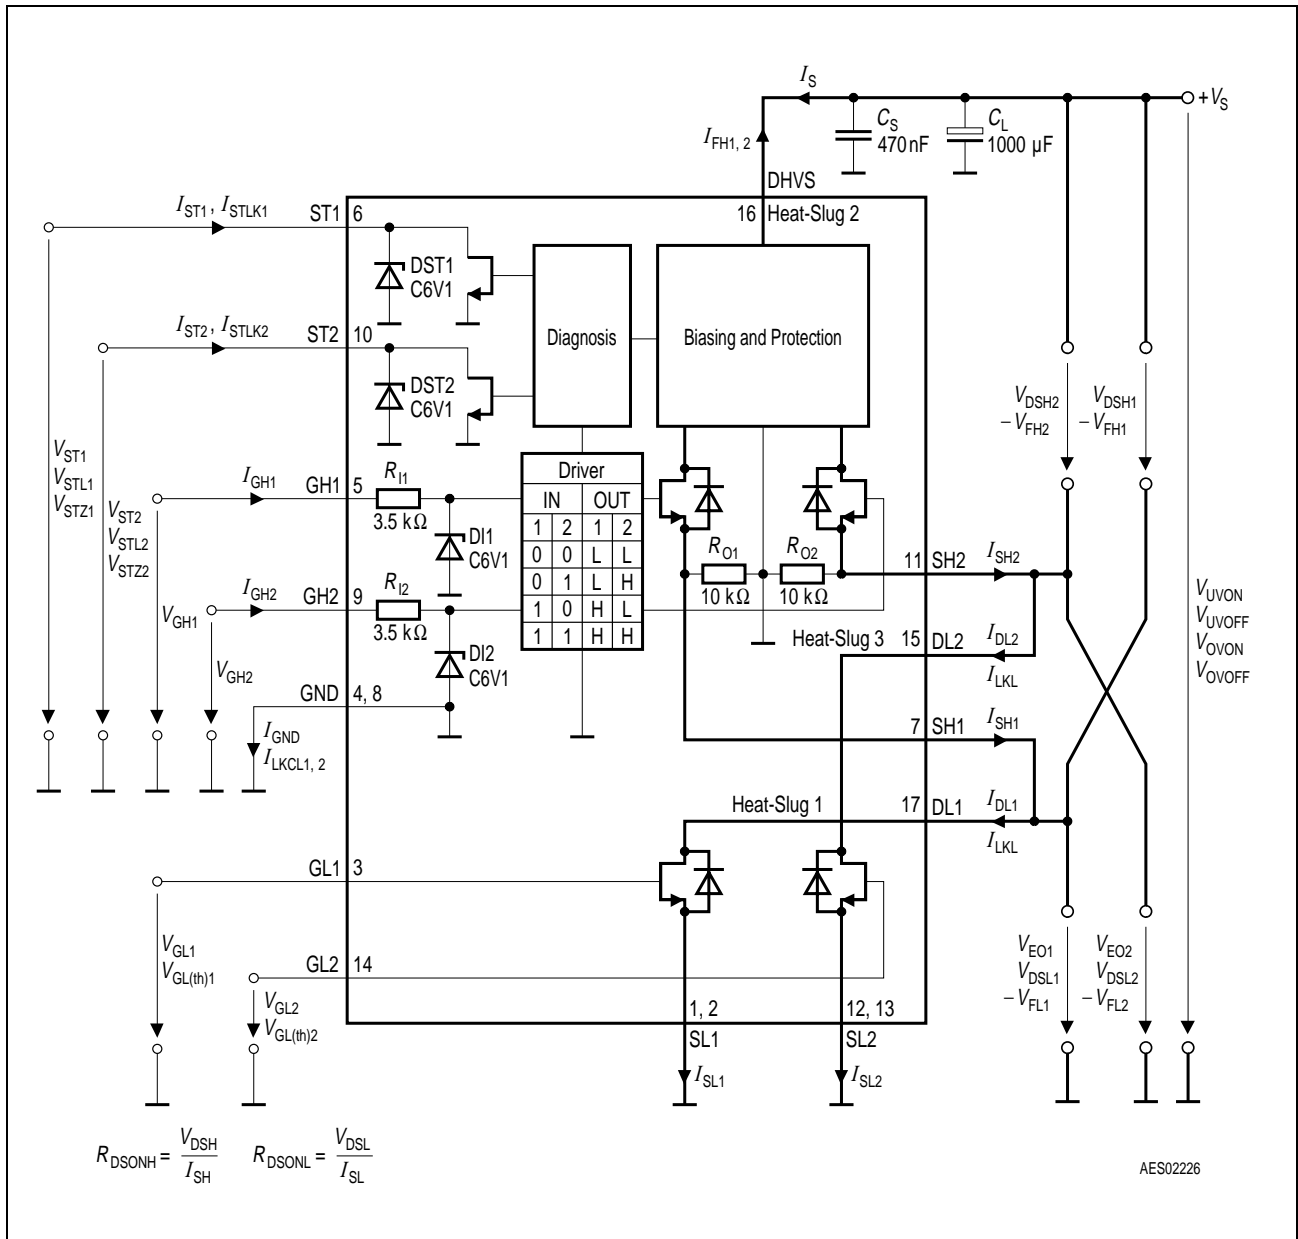 I_S
+V_S
C_S
470 nF
C_L
1000 µF
I_FH1, 2
DHVS
16 Heat-Slug 2
I_ST1 , I_STLK1
ST1 6
DST1
C6V1
I_ST2 , I_STLK2
ST2 10
DST2
C6V1
Diagnosis
Biasing and Protection
V_DSH2
−V_FH2
V_DSH1
−V_FH1
V_ST1
V_STL1
V_STZ1
V_ST2
V_STL2
V_STZ2
V_GH1
V_GH2
I_GH1
GH1 5
R_I1
3.5 kΩ
DI1
C6V1
I_GH2
GH2 9
R_I2
3.5 kΩ
DI2
C6V1
Driver
IN OUT
1 2 1 2
0 0 L L
0 1 L H
1 0 H L
1 1 H H
R_O1
10 kΩ
R_O2
10 kΩ
11 SH2
I_SH2
Heat-Slug 3 15 DL2
I_DL2
I_LKL
V_UVON
V_UVOFF
V_OVON
V_OVOFF
GND 4, 8
I_GND
I_LKCL1, 2
7 SH1
I_SH1
Heat-Slug 1 17 DL1
I_DL1
I_LKL
GL1 3
V_GL1
V_GL(th)1
GL2 14
V_GL2
V_GL(th)2
V_EO1
V_DSL1
−V_FL1
V_EO2
V_DSL2
−V_FL2
1, 2
SL1
I_SL1
12, 13
SL2
I_SL2
R_DSONH = V_DSH / I_SH
R_DSONL = V_DSL / I_SL
AES02226